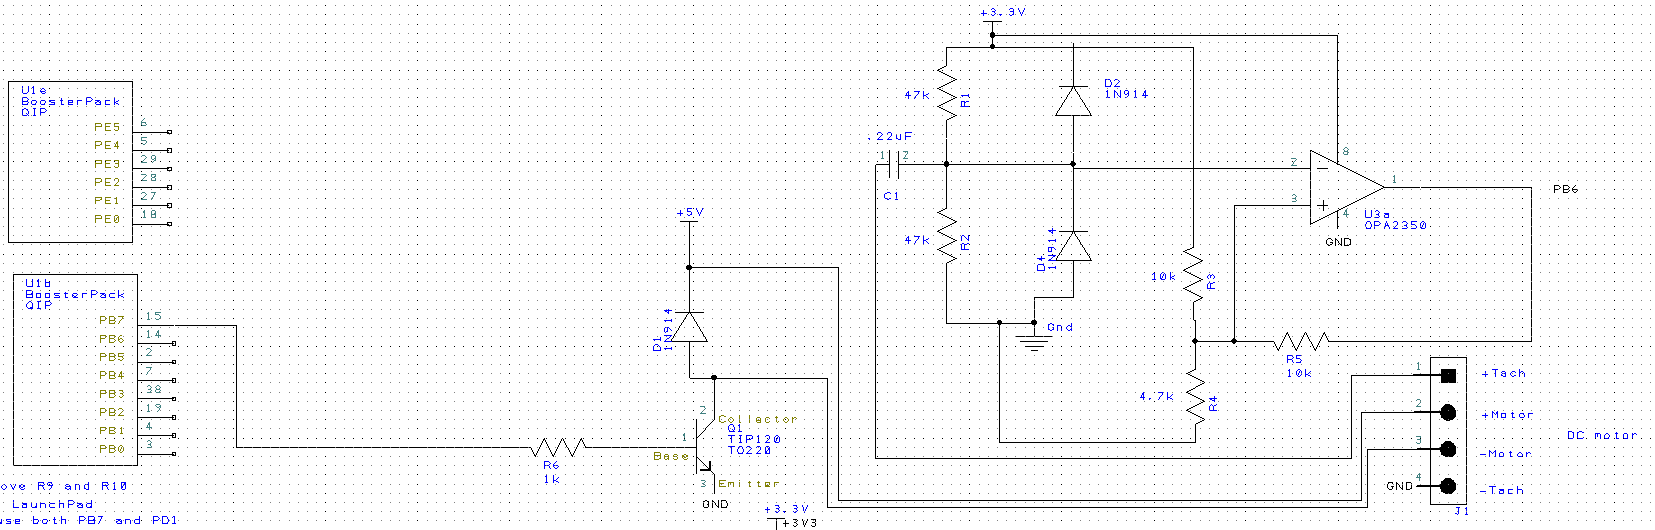 +3.3V
U1e
BoosterPack
QIP
PE5 6
PE4 5
PE3 29
PE2 28
PE1 27
PE0 18
D2
1N914
47k R1
.22uF
1 2
C1
2 8
1 PB6
3
4
U3a
OPA2350
GND
47k R2
D4
1N914
+5V
10k R3
U1b
BoosterPack
QIP
PB7 15
PB6 14
PB5 2
PB4 7
PB3 38
PB2 19
PB1 4
PB0 3
D1
1N914
Gnd
R5
10k
4.7k R4
1 +Tach
2 +Motor
3 -Motor
GND 4 -Tach
J1
DC motor
2 Collector
Q1
TIP120
TO220
1
Base
3 Emitter
GND
R6
1k
ove R9 and R10
LaunchPad
use both PB7 and PD1
+3.3V
+3V3